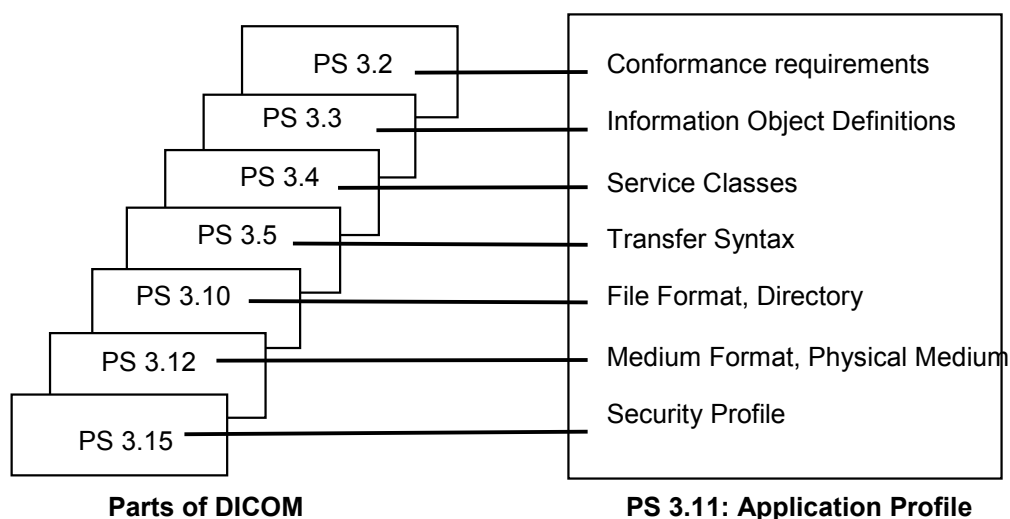 PS 3.2 Conformance requirements
PS 3.3 Information Object Definitions
PS 3.4 Service Classes
PS 3.5 Transfer Syntax
PS 3.10 File Format, Directory
PS 3.12 Medium Format, Physical Medium
PS 3.15 Security Profile
Parts of DICOM PS 3.11: Application Profile